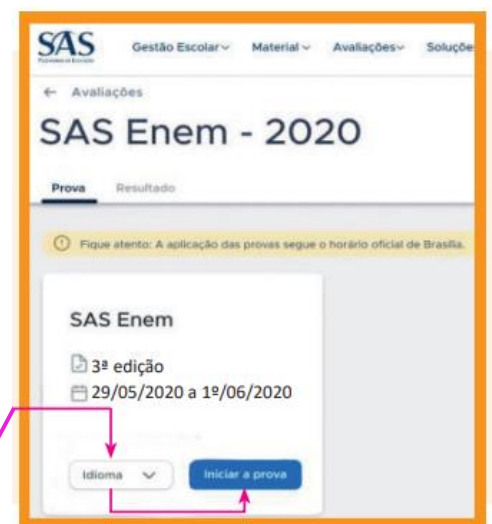 SAS
Gestão Escolar Material Avaliações Soluçõe
← Avaliações
SAS Enem - 2020
Prova Resultado
Fique atento: A aplicação das provas segue o horário oficial de Brasília.
SAS Enem
3ª edição
29/05/2020 a 1º/06/2020
Idioma Iniciar a prova